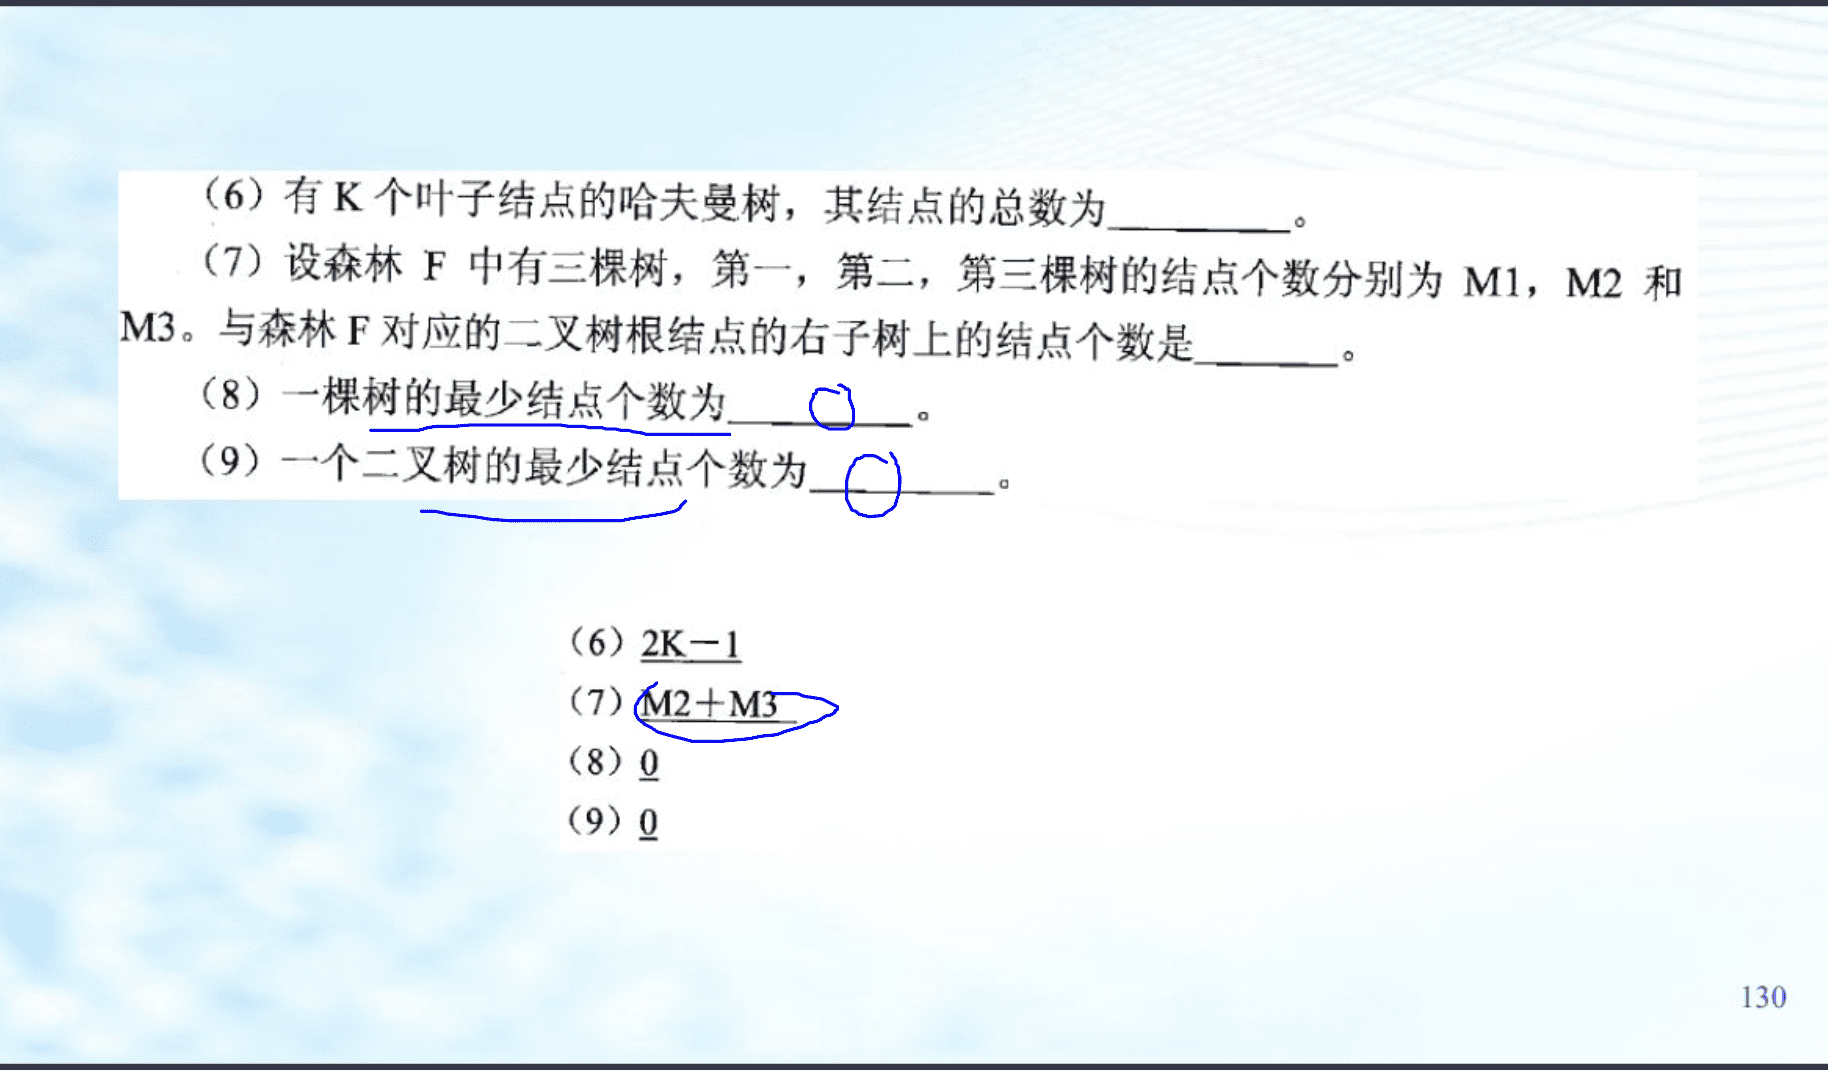 (6) 有 K 个叶子结点的哈夫曼树，其结点的总数为________。
(7) 设森林 F 中有三棵树，第一，第二，第三棵树的结点个数分别为 M1，M2 和
M3。与森林 F 对应的二叉树根结点的右子树上的结点个数是______。
(8) 一棵树的最少结点个数为____0____。
(9) 一个二叉树的最少结点个数为____0____。
(6) 2K－1
(7) M2＋M3
(8) 0
(9) 0
130